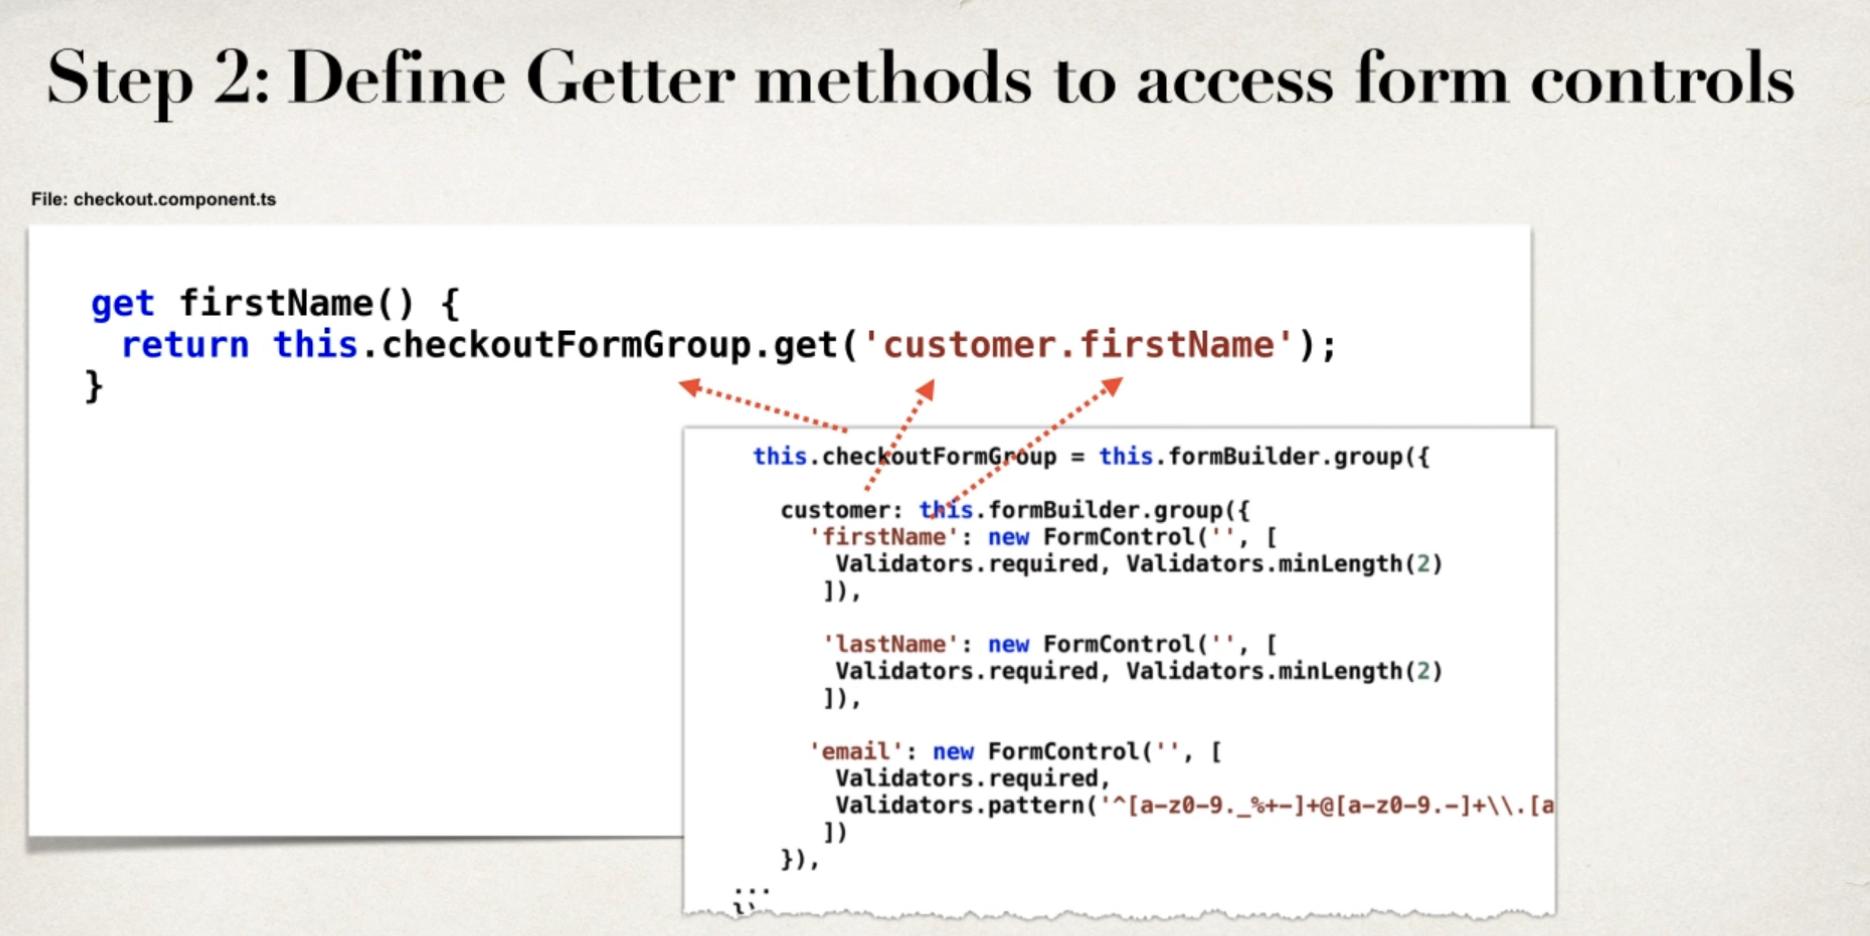 Step 2: Define Getter methods to access form controls
File: checkout.component.ts
get firstName() {
return this.checkoutFormGroup.get('customer.firstName');
}
this.checkoutFormGroup = this.formBuilder.group({
customer: this.formBuilder.group({
'firstName': new FormControl('', [
Validators.required, Validators.minLength(2)
]),
'lastName': new FormControl('', [
Validators.required, Validators.minLength(2)
]),
'email': new FormControl('', [
Validators.required,
Validators.pattern('^[a-z0-9._%+-]+@[a-z0-9.-]+\\.[a
])
}),
...